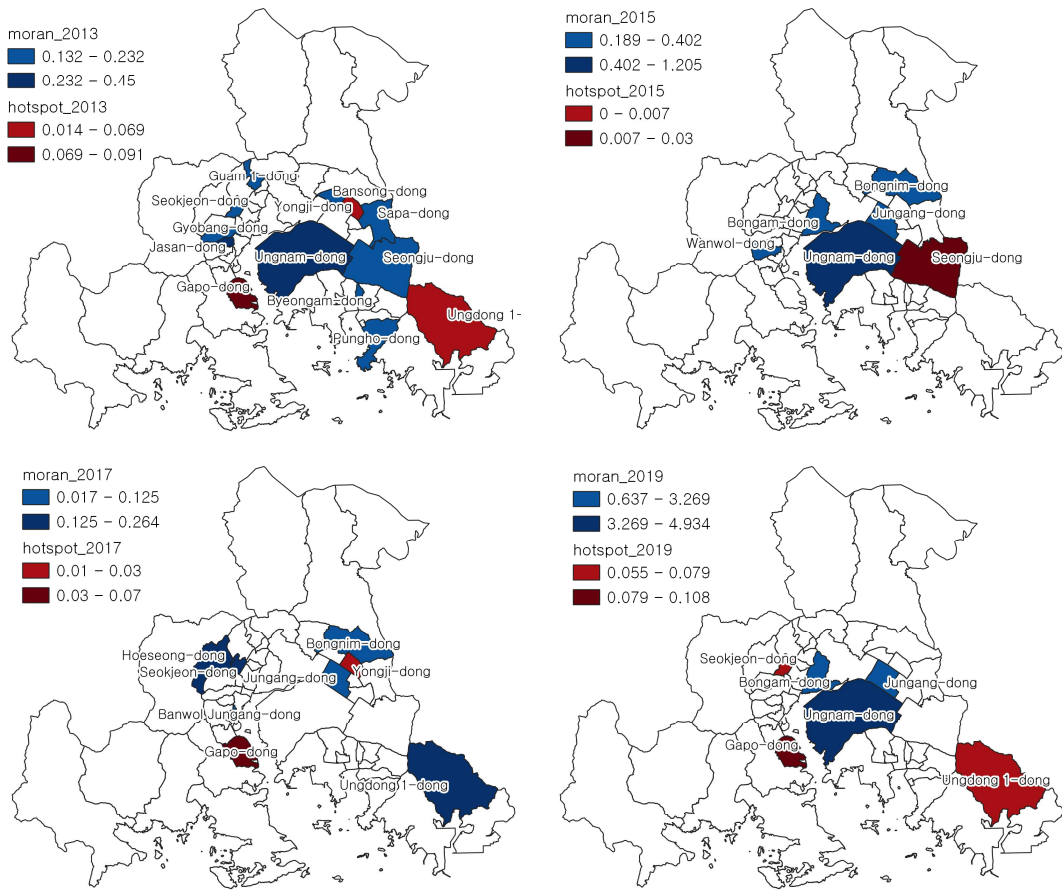 moran_2013
0.132 - 0.232
0.232 - 0.45
hotspot_2013
0.014 - 0.069
0.069 - 0.091
Guam 1-dong
Bansong-dong
Seokjeon-dong
Yongji-dong
Sapa-dong
Gyobang-dong
Jasan-dong
Ungnam-dong
Seongju-dong
Gapo-dong
Byeongam-dong
Ungdong 1-
Pungho-dong
moran_2015
0.189 - 0.402
0.402 - 1.205
hotspot_2015
0 - 0.007
0.007 - 0.03
Bongnim-dong
Jungang-dong
Bongam-dong
Wanwol-dong
Ungnam-dong
Seongju-dong
moran_2017
0.017 - 0.125
0.125 - 0.264
hotspot_2017
0.01 - 0.03
0.03 - 0.07
Bongnim-dong
Hoeseong-dong
Seokjeon-dong
Jungang-dong
Yongji-dong
Banwol Jungang-dong
Gapo-dong
Ungdong 1-dong
moran_2019
0.637 - 3.269
3.269 - 4.934
hotspot_2019
0.055 - 0.079
0.079 - 0.108
Seokjeon-dong
Bongam-dong
Jungang-dong
Ungnam-dong
Gapo-dong
Ungdong 1-dong